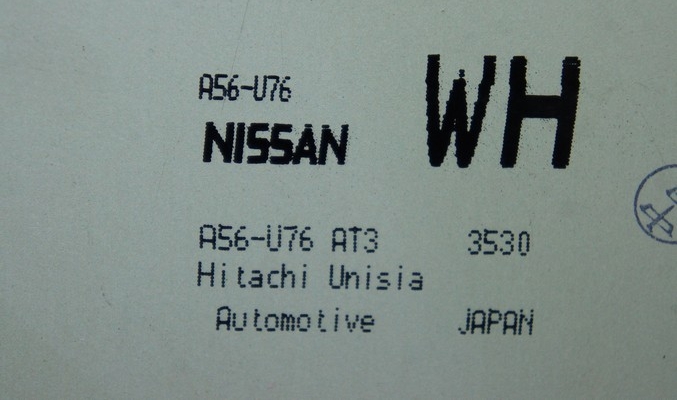 A56-U76
NISSAN WH
A56-U76 AT3 3530
Hitachi Unisia
Automotive JAPAN